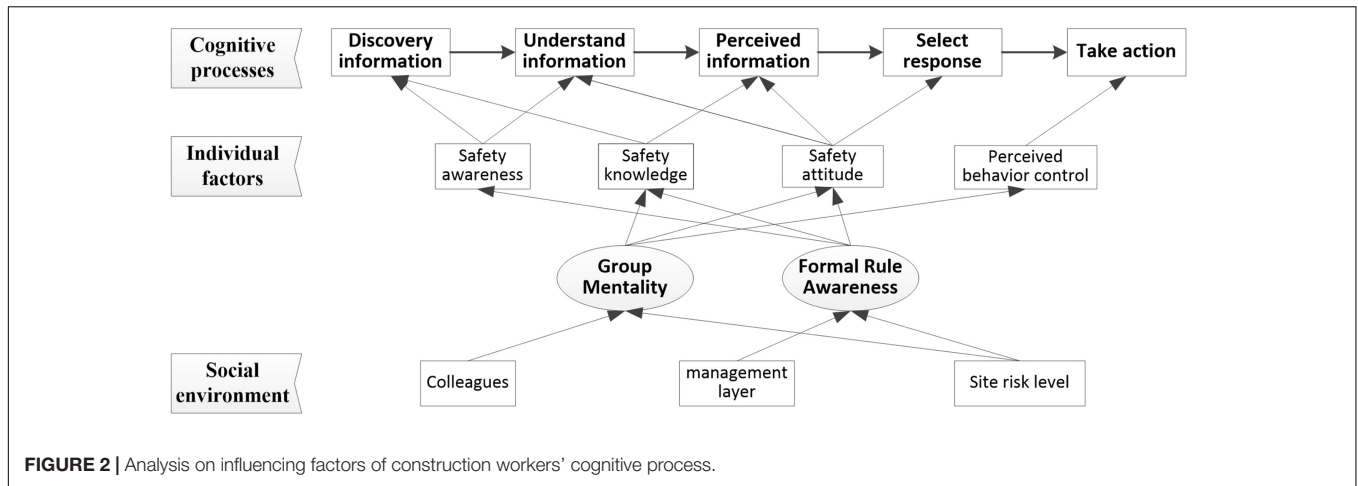 Cognitive
processes
Discovery
information
Understand
information
Perceived
information
Select
response
Take action
Individual
factors
Safety
awareness
Safety
knowledge
Safety
attitude
Perceived
behavior control
Group
Mentality
Formal Rule
Awareness
Social
environment
Colleagues
management
layer
Site risk level
FIGURE 2 | Analysis on influencing factors of construction workers’ cognitive process.